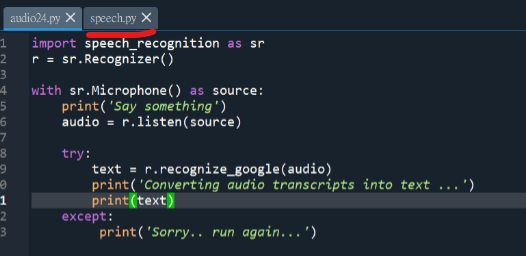 audio24.py X speech.py X
1 import speech_recognition as sr
2 r = sr.Recognizer()
3
4 with sr.Microphone() as source:
5     print('Say something')
6     audio = r.listen(source)
7
8     try:
9         text = r.recognize_google(audio)
0         print('Converting audio transcripts into text ...')
1         print(text)
2     except:
3          print('Sorry.. run again...')